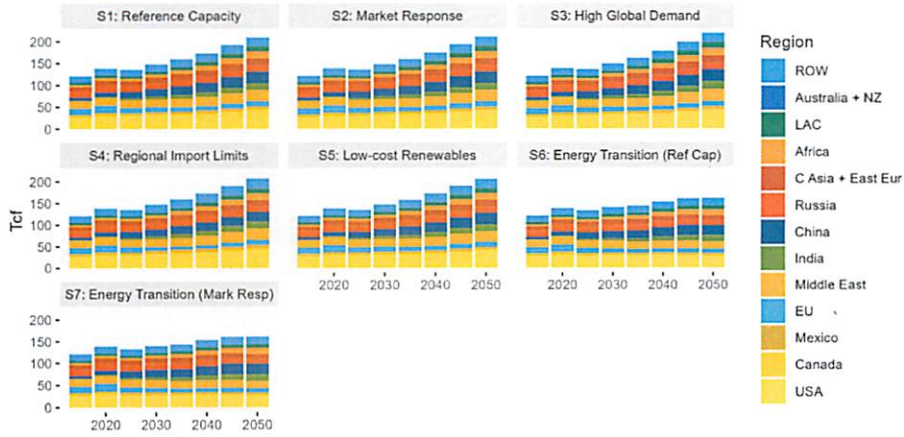 S1: Reference Capacity
S2: Market Response
S3: High Global Demand
200
150
100
50
0
S4: Regional Import Limits
S5: Low-cost Renewables
S6: Energy Transition (Ref Cap)
Tcf
200
150
100
50
0
2020 2030 2040 2050
2020 2030 2040 2050
S7: Energy Transition (Mark Resp)
200
150
100
50
0
2020 2030 2040 2050
Region
ROW
Australia + NZ
LAC
Africa
C Asia + East Eur
Russia
China
India
Middle East
EU
Mexico
Canada
USA